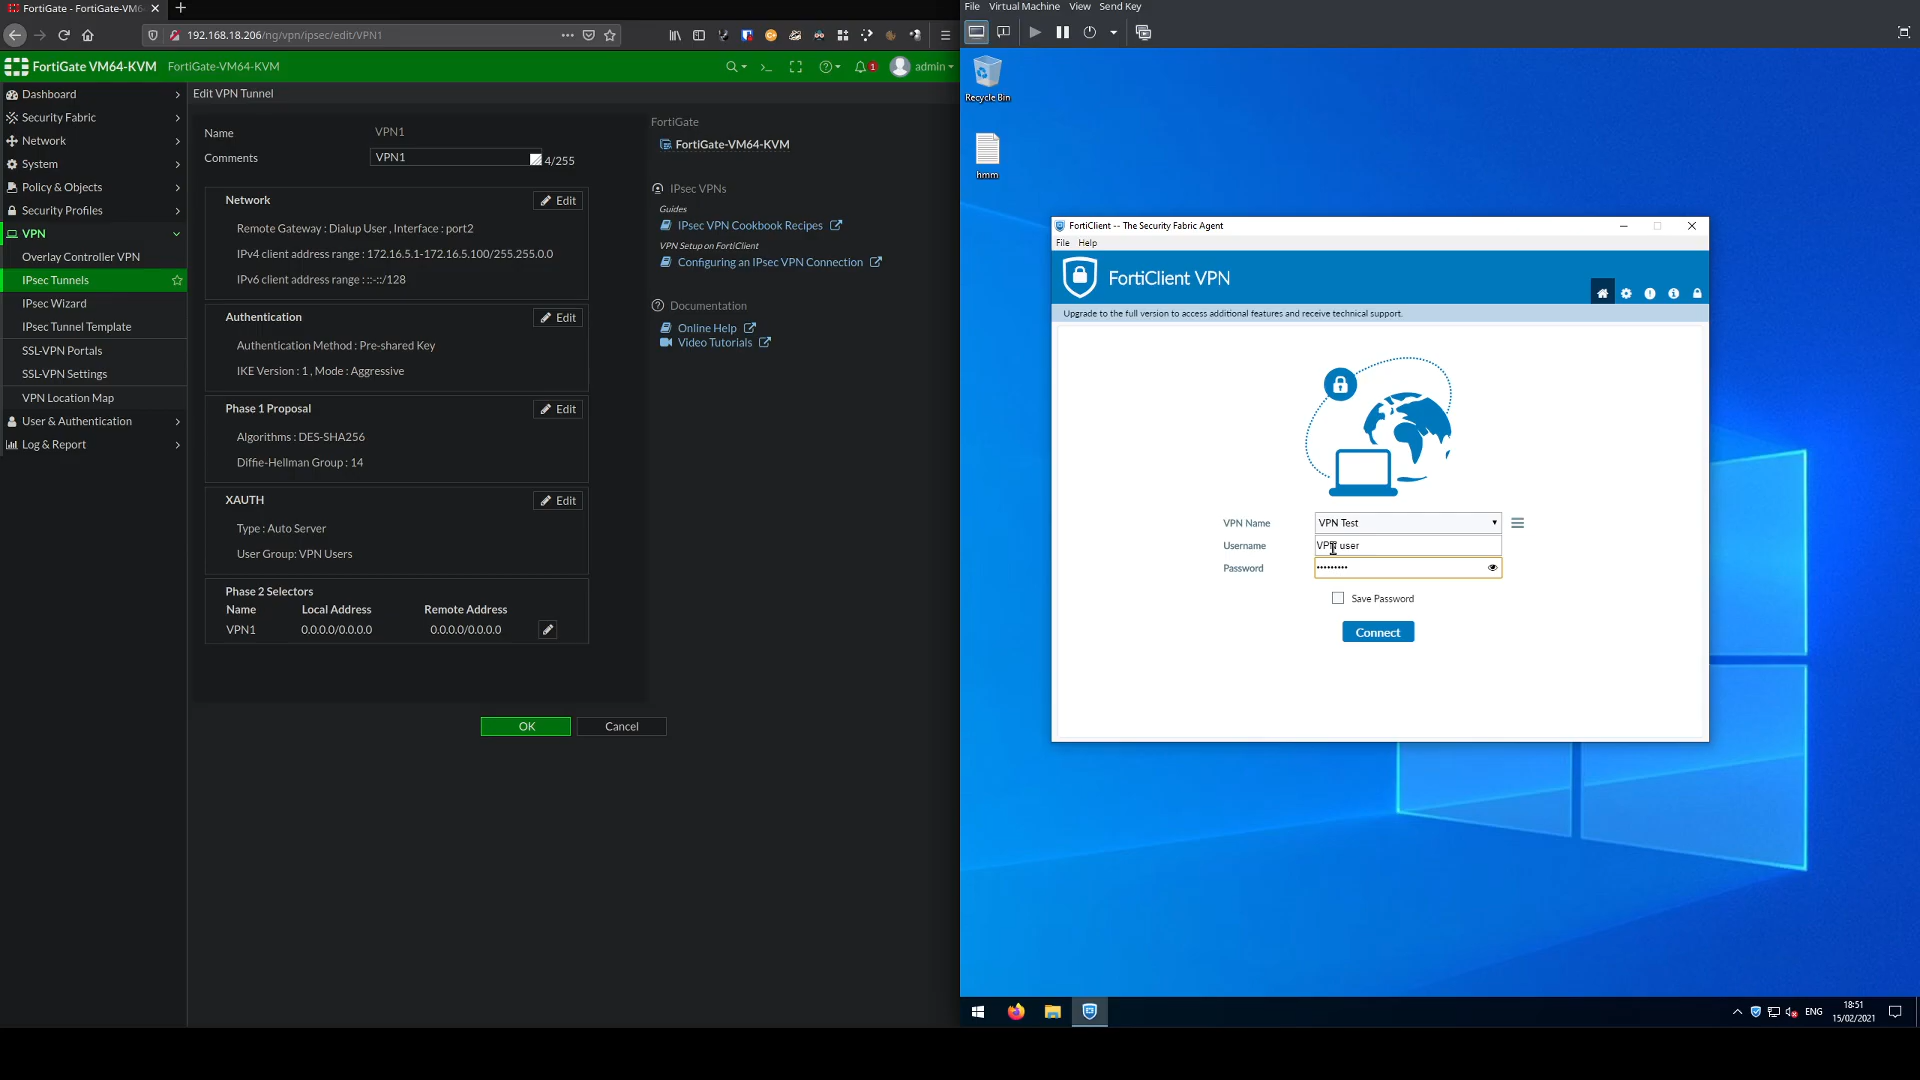 FortiGate - FortiGate-VM6
192.168.18.206/ng/vpn/ipsec/edit/VPN1
FortiGate VM64-KVM
FortiGate-VM64-KVM
1
admin
Dashboard
Security Fabric
Network
System
Policy & Objects
Security Profiles
VPN
Overlay Controller VPN
IPsec Tunnels
IPsec Wizard
IPsec Tunnel Template
SSL-VPN Portals
SSL-VPN Settings
VPN Location Map
User & Authentication
Log & Report
Edit VPN Tunnel
Name VPN1
Comments VPN1 4/255
Network Edit
Remote Gateway : Dialup User , Interface : port2
IPv4 client address range : 172.16.5.1-172.16.5.100/255.255.0.0
IPv6 client address range : ::-::/128
Authentication Edit
Authentication Method : Pre-shared Key
IKE Version : 1 , Mode : Aggressive
Phase 1 Proposal Edit
Algorithms : DES-SHA256
Diffie-Hellman Group : 14
XAUTH Edit
Type : Auto Server
User Group: VPN Users
Phase 2 Selectors
Name Local Address Remote Address
VPN1 0.0.0.0/0.0.0.0 0.0.0.0/0.0.0.0
OK Cancel
FortiGate
FortiGate-VM64-KVM
IPsec VPNs
Guides
IPsec VPN Cookbook Recipes
VPN Setup on FortiClient
Configuring an IPsec VPN Connection
Documentation
Online Help
Video Tutorials
File Virtual Machine View Send Key
Recycle Bin
hmm
FortiClient -- The Security Fabric Agent
File Help
FortiClient VPN
Upgrade to the full version to access additional features and receive technical support.
VPN Name VPN Test
Username VPN user
Password •••••••••
Save Password
Connect
ENG
18:51
15/02/2021